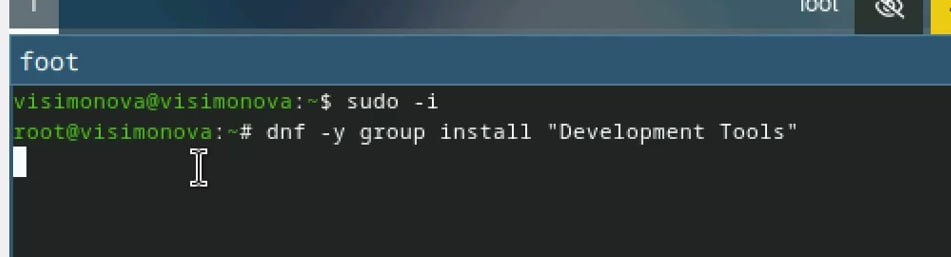 foot
foot
visimonova@visimonova:~$ sudo -i
root@visimonova:~# dnf -y group install "Development Tools"